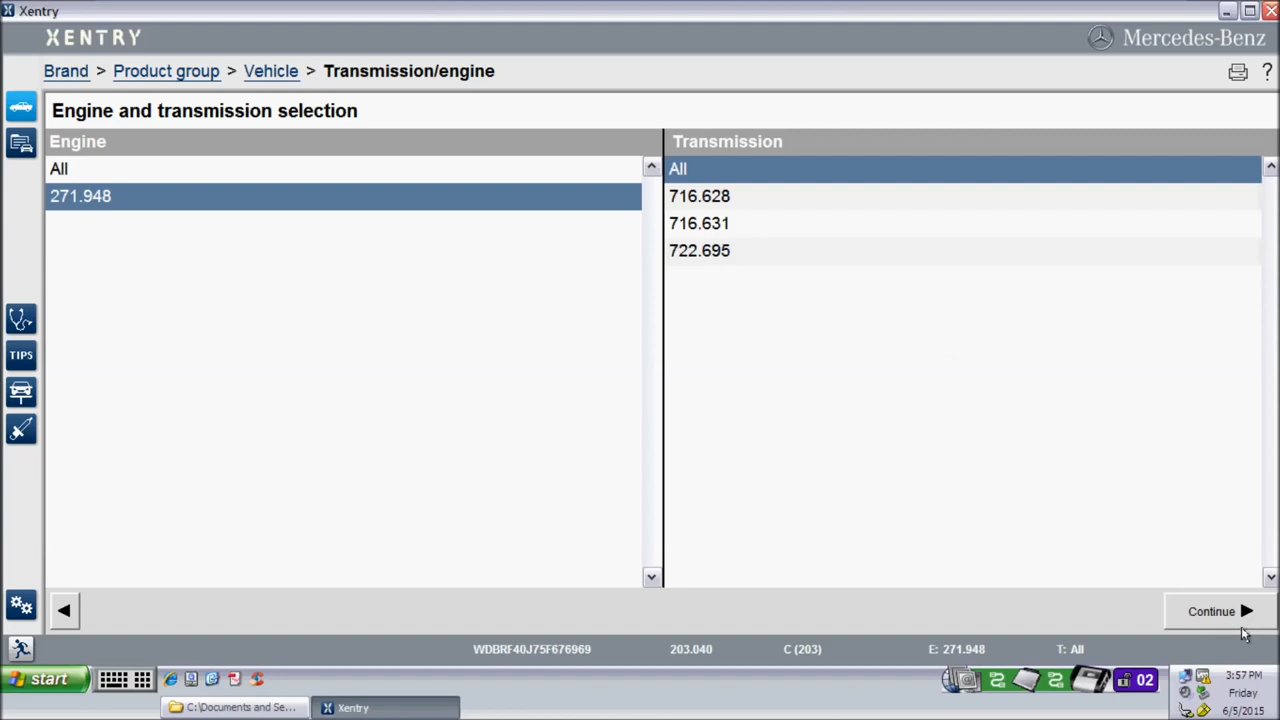 Xentry
XENTRY
Mercedes-Benz
Brand > Product group > Vehicle > Transmission/engine
?
Engine and transmission selection
Engine
Transmission
All
271.948
All
716.628
716.631
722.695
TIPS
Continue
WDBRF40J75F676969 203.040 C (203) E: 271.948 T: All
start
02
3:57 PM
Friday
6/5/2015
C:\Documents and Se...
Xentry